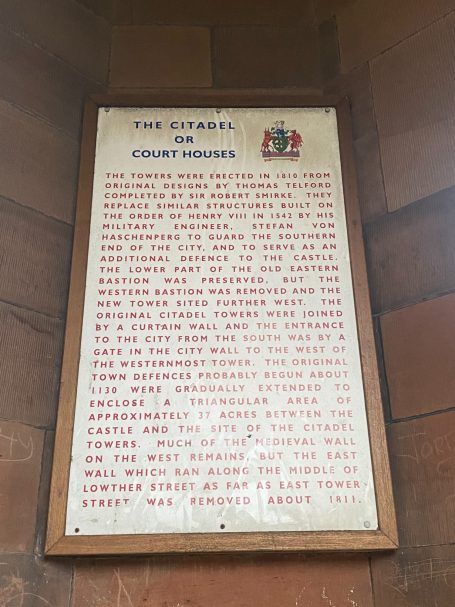 THE CITADEL
OR
COURT HOUSES
THE TOWERS WERE ERECTED IN 1810 FROM
ORIGINAL DESIGNS BY THOMAS TELFORD
COMPLETED BY SIR ROBERT SMIRKE. THEY
REPLACE SIMILAR STRUCTURES BUILT ON
THE ORDER OF HENRY VIII IN 1542 BY HIS
MILITARY ENGINEER, STEFAN VON
HASCHENPERG TO GUARD THE SOUTHERN
END OF THE CITY, AND TO SERVE AS AN
ADDITIONAL DEFENCE TO THE CASTLE.
THE LOWER PART OF THE OLD EASTERN
BASTION WAS PRESERVED, BUT THE
WESTERN BASTION WAS REMOVED AND THE
NEW TOWER SITED FURTHER WEST. THE
ORIGINAL CITADEL TOWERS WERE JOINED
BY A CURTAIN WALL AND THE ENTRANCE
TO THE CITY FROM THE SOUTH WAS BY A
GATE IN THE CITY WALL TO THE WEST OF
THE WESTERNMOST TOWER. THE ORIGINAL
TOWN DEFENCES PROBABLY BEGUN ABOUT
1130 WERE GRADUALLY EXTENDED TO
ENCLOSE A TRIANGULAR AREA OF
APPROXIMATELY 37 ACRES BETWEEN THE
CASTLE AND THE SITE OF THE CITADEL
TOWERS. MUCH OF THE MEDIEVAL WALL
ON THE WEST REMAINS, BUT THE EAST
WALL WHICH RAN ALONG THE MIDDLE OF
LOWTHER STREET AS FAR AS EAST TOWER
STREET WAS REMOVED ABOUT 1811.